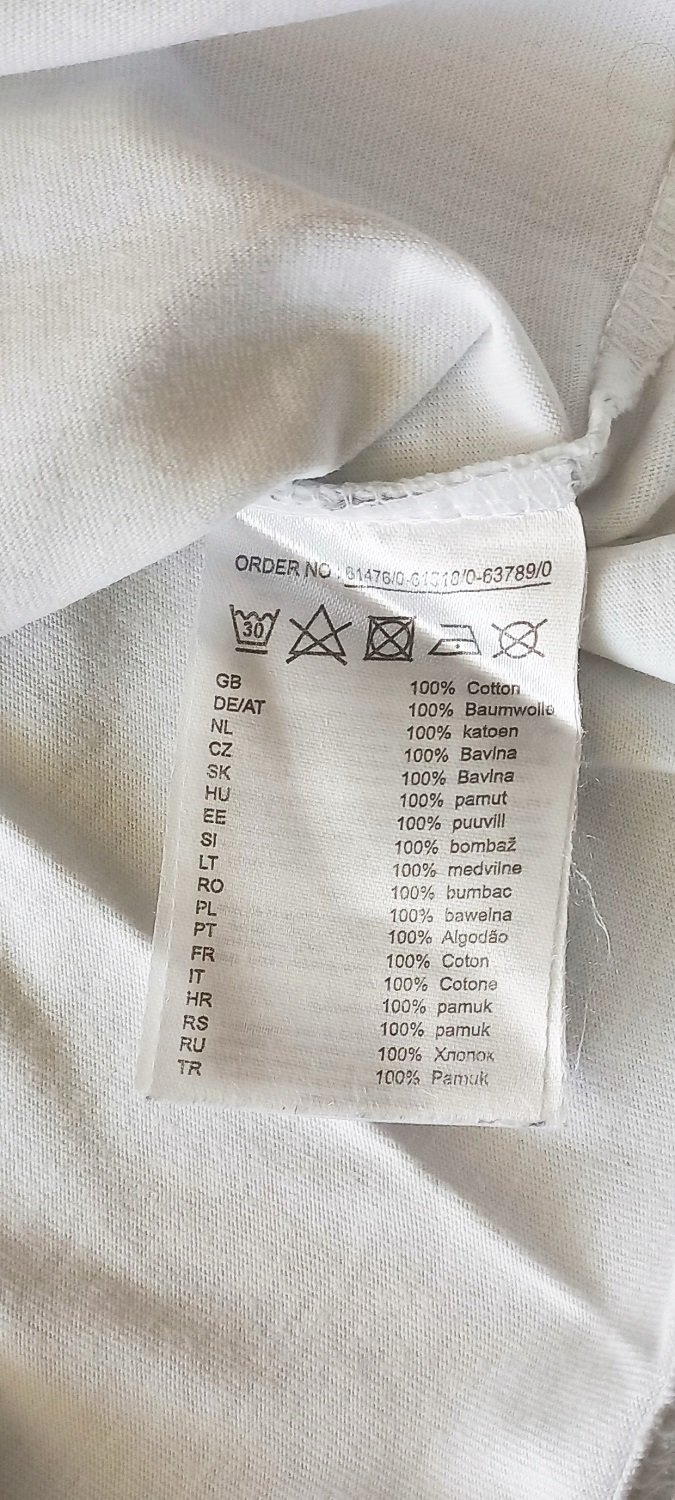 ORDER NO : 61476/0-61518/0-63789/0
30
GB 100% Cotton
DE/AT 100% Baumwolle
NL 100% katoen
CZ 100% Bavlna
SK 100% Bavlna
HU 100% pamut
EE 100% puuvill
SI 100% bombaž
LT 100% medvilne
RO 100% bumbac
PL 100% bawelna
PT 100% Algodão
FR 100% Coton
IT 100% Cotone
HR 100% pamuk
RS 100% pamuk
RU 100% Хлопок
TR 100% Pamuk